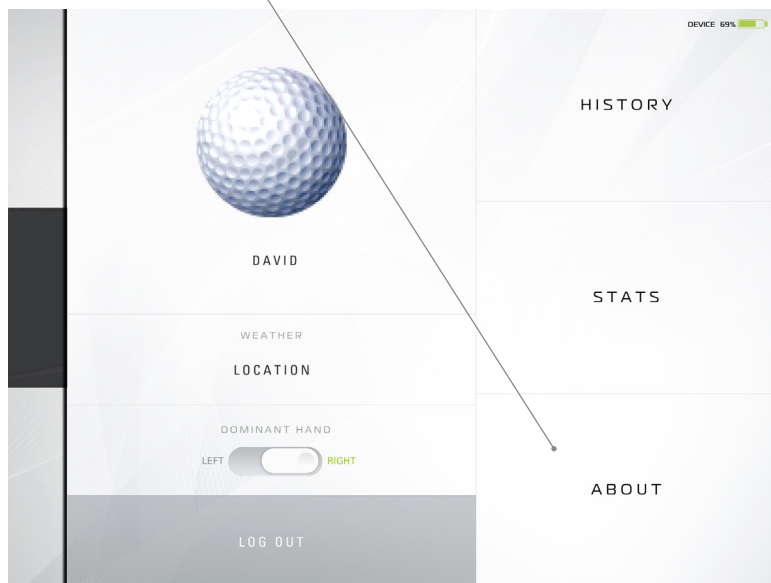 DEVICE 69%
DAVID
WEATHER
LOCATION
DOMINANT HAND
LEFT RIGHT
LOG OUT
HISTORY
STATS
ABOUT